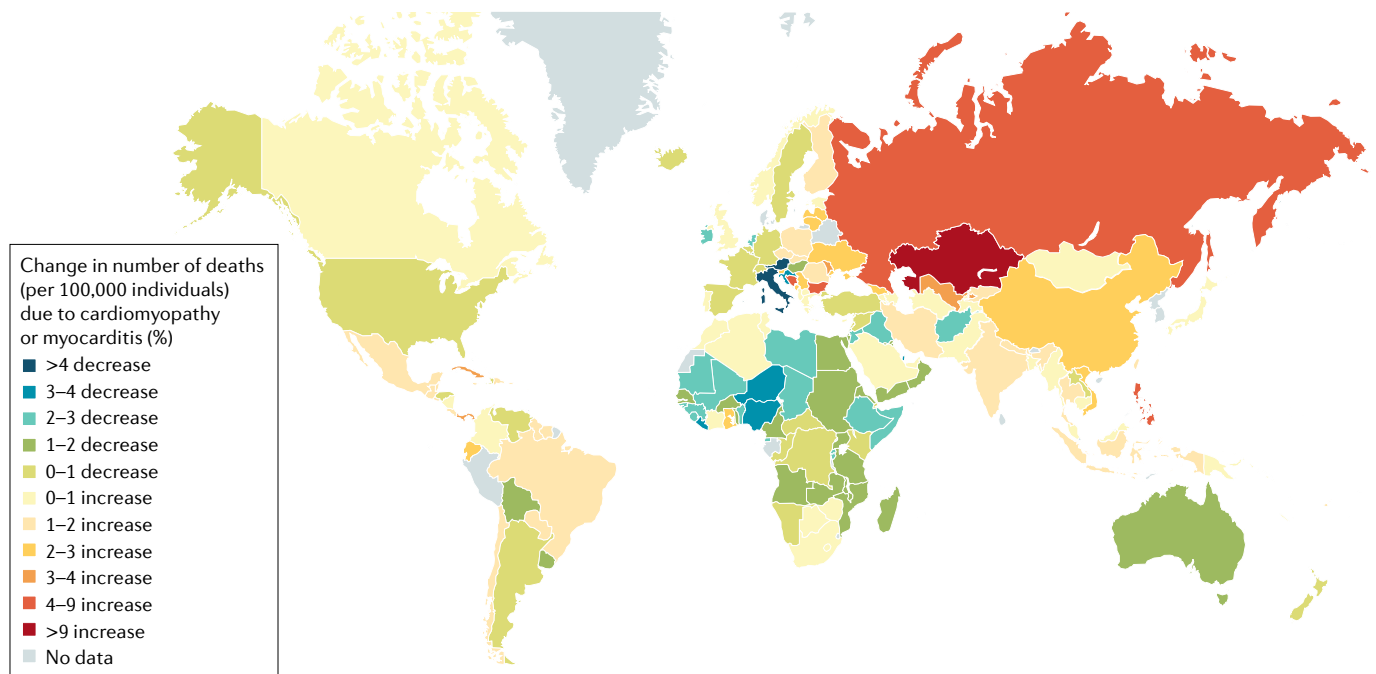 Change in number of deaths
(per 100,000 individuals)
due to cardiomyopathy
or myocarditis (%)
>4 decrease
3–4 decrease
2–3 decrease
1–2 decrease
0–1 decrease
0–1 increase
1–2 increase
2–3 increase
3–4 increase
4–9 increase
>9 increase
No data